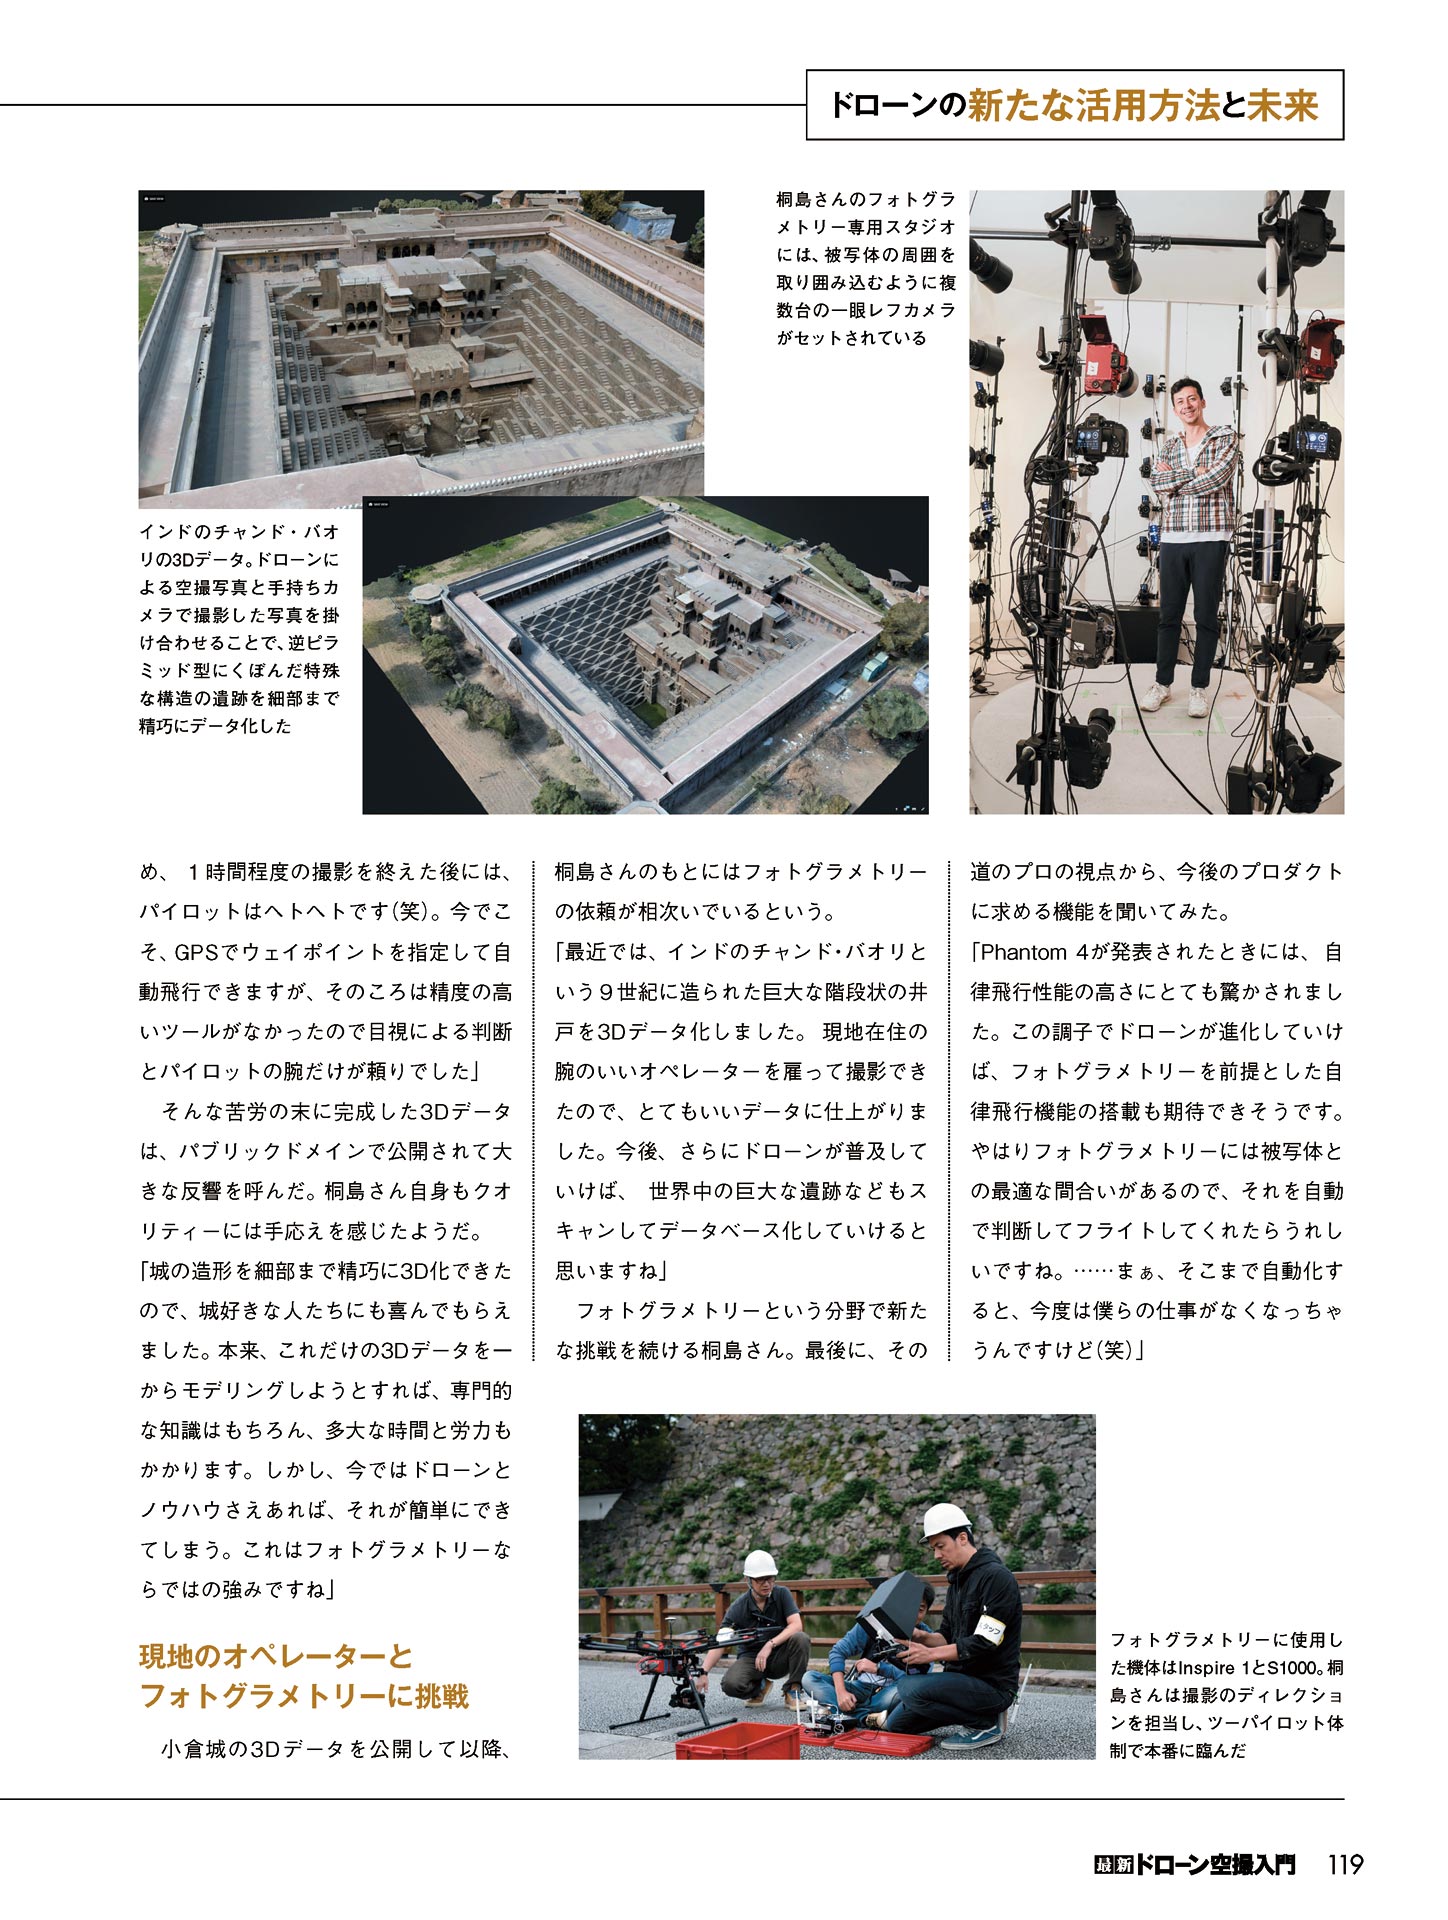 ドローンの新たな活用方法と未来
桐島さんのフォトグラ
メトリー専用スタジオ
には、被写体の周囲を
取り囲み込むように複
数台の一眼レフカメラ
がセットされている
インドのチャンド・バオ
リの3Dデータ。ドローンに
よる空撮写真と手持ちカ
メラで撮影した写真を掛
け合わせることで、逆ピラ
ミッド型にくぼんだ特殊
な構造の遺跡を細部まで
精巧にデータ化した
め、１時間程度の撮影を終えた後には、
パイロットはヘトヘトです（笑）。今でこ
そ、GPSでウェイポイントを指定して自
動飛行できますが、そのころは精度の高
いツールがなかったので目視による判断
とパイロットの腕だけが頼りでした」
　そんな苦労の末に完成した3Dデータ
は、パブリックドメインで公開されて大
きな反響を呼んだ。桐島さん自身もクオ
リティーには手応えを感じたようだ。
「城の造形を細部まで精巧に3D化できた
ので、城好きな人たちにも喜んでもらえ
ました。本来、これだけの3Dデータを一
からモデリングしようとすれば、専門的
な知識はもちろん、多大な時間と労力も
かかります。しかし、今ではドローンと
ノウハウさえあれば、それが簡単にでき
てしまう。これはフォトグラメトリーな
らではの強みですね」
現地のオペレーターと
フォトグラメトリーに挑戦
　小倉城の3Dデータを公開して以降、
桐島さんのもとにはフォトグラメトリー
の依頼が相次いでいるという。
「最近では、インドのチャンド・バオリと
いう９世紀に造られた巨大な階段状の井
戸を3Dデータ化しました。現地在住の
腕のいいオペレーターを雇って撮影でき
たので、とてもいいデータに仕上がりま
した。今後、さらにドローンが普及して
いけば、世界中の巨大な遺跡などもス
キャンしてデータベース化していけると
思いますね」
　フォトグラメトリーという分野で新た
な挑戦を続ける桐島さん。最後に、その
道のプロの視点から、今後のプロダクト
に求める機能を聞いてみた。
「Phantom 4が発表されたときには、自
律飛行性能の高さにとても驚かされまし
た。この調子でドローンが進化していけ
ば、フォトグラメトリーを前提とした自
律飛行機能の搭載も期待できそうです。
やはりフォトグラメトリーには被写体と
の最適な間合いがあるので、それを自動
で判断してフライトしてくれたらうれし
いですね。……まぁ、そこまで自動化す
ると、今度は僕らの仕事がなくなっちゃ
うんですけど（笑）」
スタッフ
フォトグラメトリーに使用し
た機体はInspire 1とS1000。桐
島さんは撮影のディレクショ
ンを担当し、ツーパイロット体
制で本番に臨んだ
最新ドローン空撮入門 119